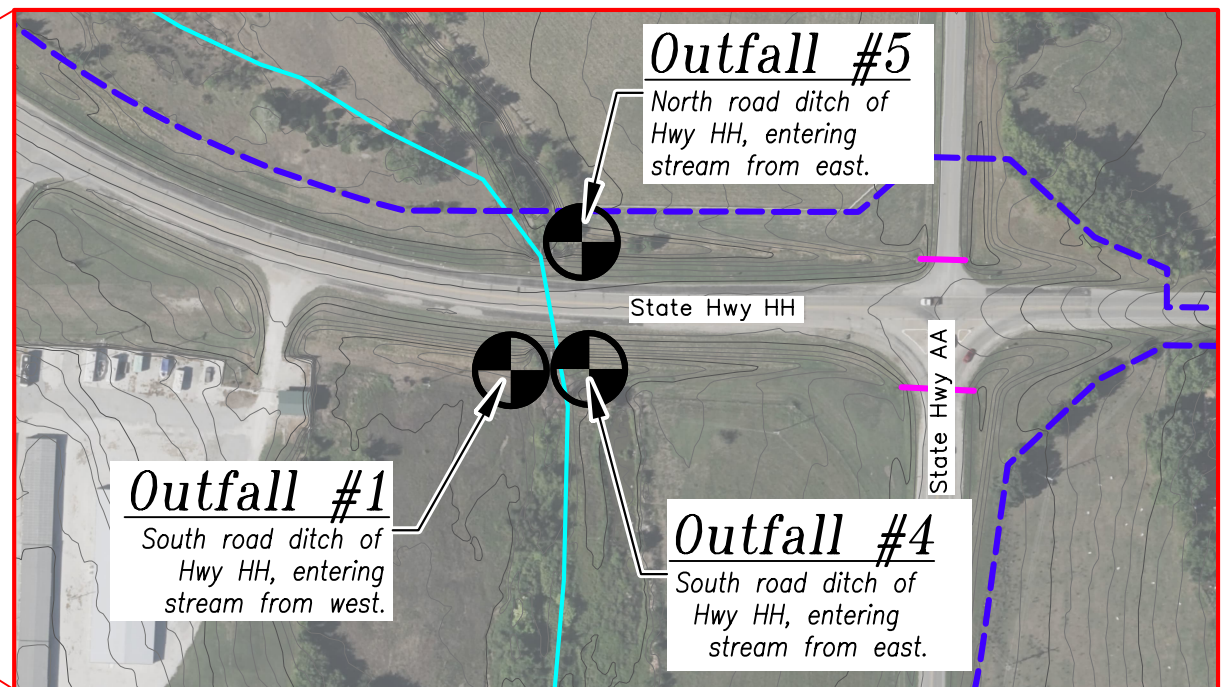 Outfall #5
North road ditch of
Hwy HH, entering
stream from east.
State Hwy HH
State Hwy AA
Outfall #1
South road ditch of
Hwy HH, entering
stream from west.
Outfall #4
South road ditch of
Hwy HH, entering
stream from east.